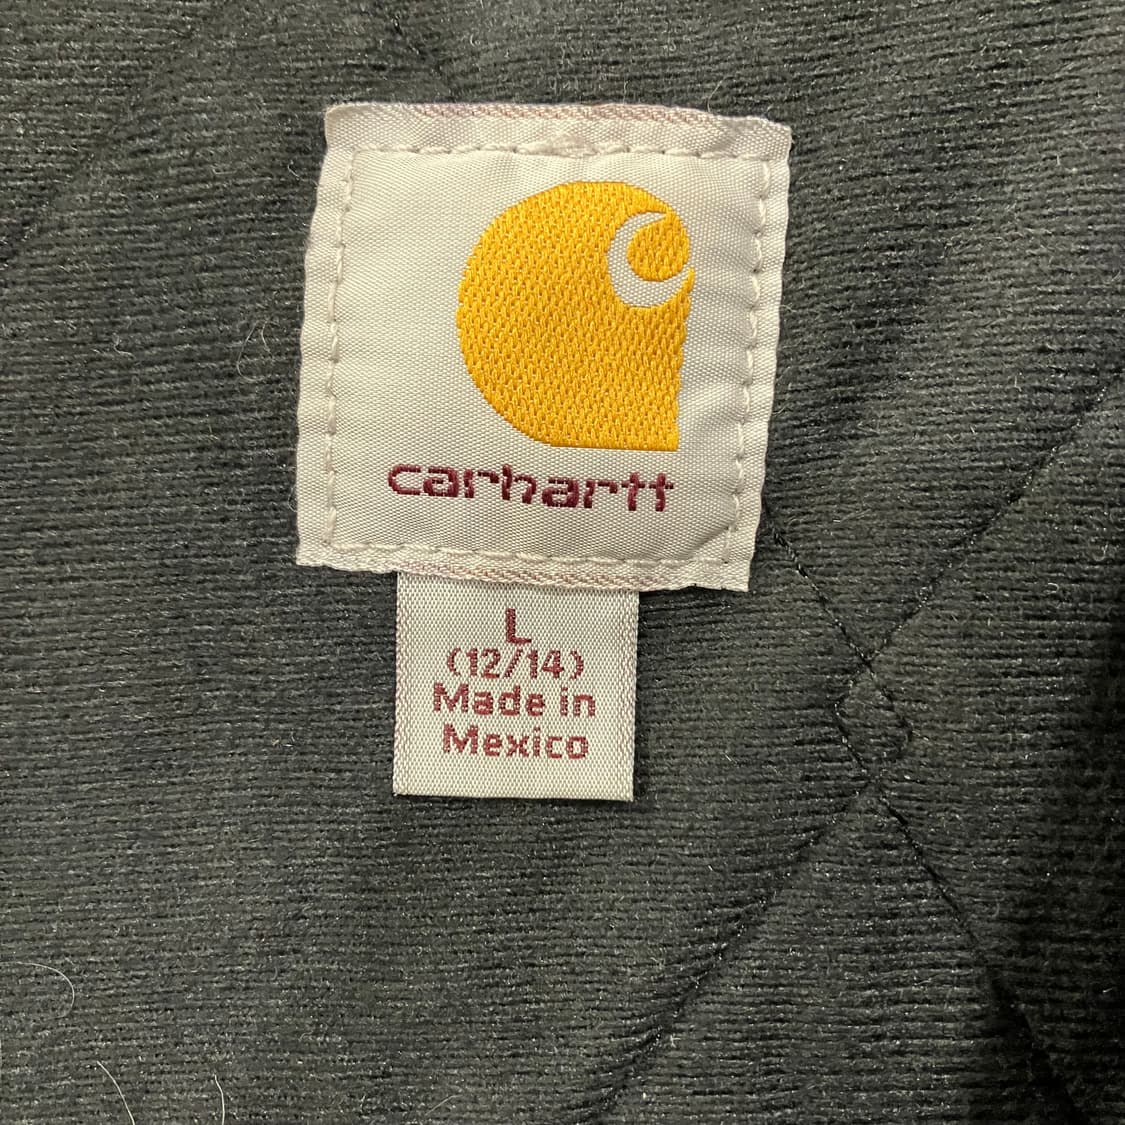 carhartt
L
(12/14)
Made in
Mexico